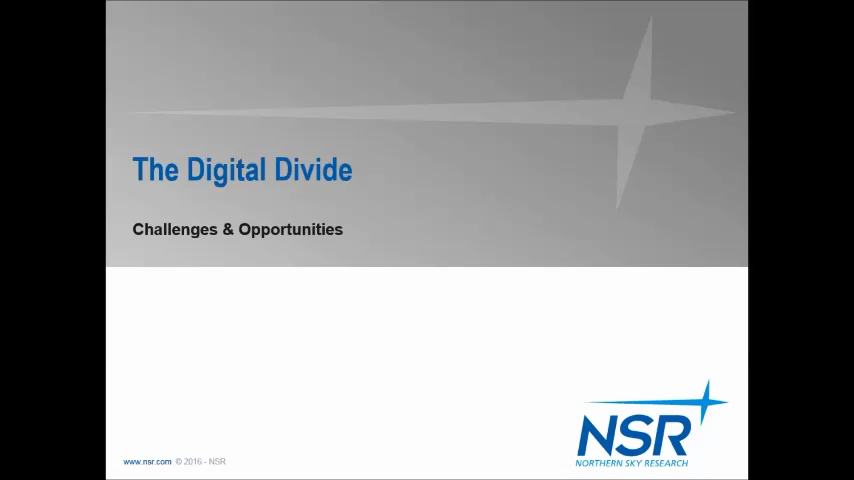 The Digital Divide
Challenges & Opportunities
NSR
NORTHERN SKY RESEARCH
www.nsr.com © 2016 - NSR